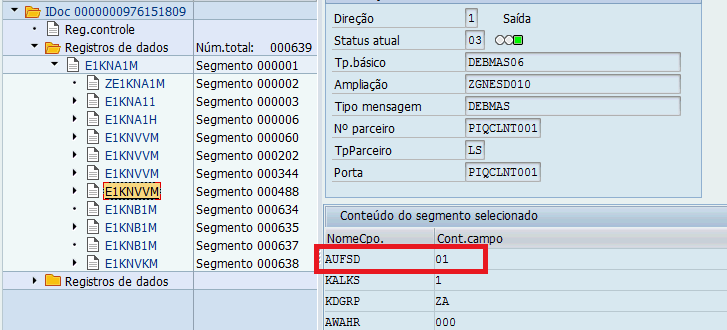 IDoc 0000000976151809
Reg.controle
Registros de dados Núm.total: 000639
E1KNA1M Segmento 000001
ZE1KNA1M Segmento 000002
E1KNA11 Segmento 000003
E1KNA1H Segmento 000006
E1KNVVM Segmento 000060
E1KNVVM Segmento 000202
E1KNVVM Segmento 000344
E1KNVVM Segmento 000488
E1KNB1M Segmento 000634
E1KNB1M Segmento 000635
E1KNB1M Segmento 000637
E1KNVKM Segmento 000638
Registros de dados
Direção 1 Saída
Status atual 03
Tp.básico DEBMAS06
Ampliação ZGNESD010
Tipo mensagem DEBMAS
Nº parceiro PIQCLNT001
TpParceiro LS
Porta PIQCLNT001
Conteúdo do segmento selecionado
NomeCpo. Cont.campo
AUFSD 01
KALKS 1
KDGRP ZA
AWAHR 000